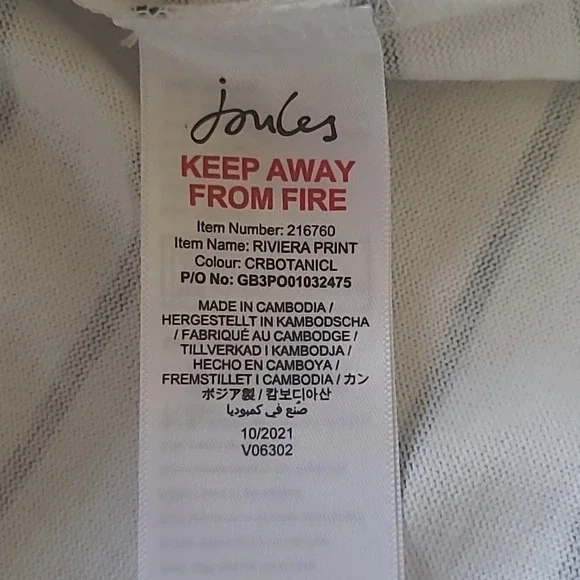 Joules
KEEP AWAY
FROM FIRE
Item Number: 216760
Item Name: RIVIERA PRINT
Colour: CRBOTANICL
P/O No: GB3PO01032475
MADE IN CAMBODIA /
HERGESTELLT IN KAMBODSCHA
/ FABRIQUÉ AU CAMBODGE /
TILLVERKAD I KAMBODJA /
HECHO EN CAMBOYA /
FREMSTILLET I CAMBODIA / カン
ボジア製 / 캄보디아산
صنع في كمبوديا
10/2021
V06302